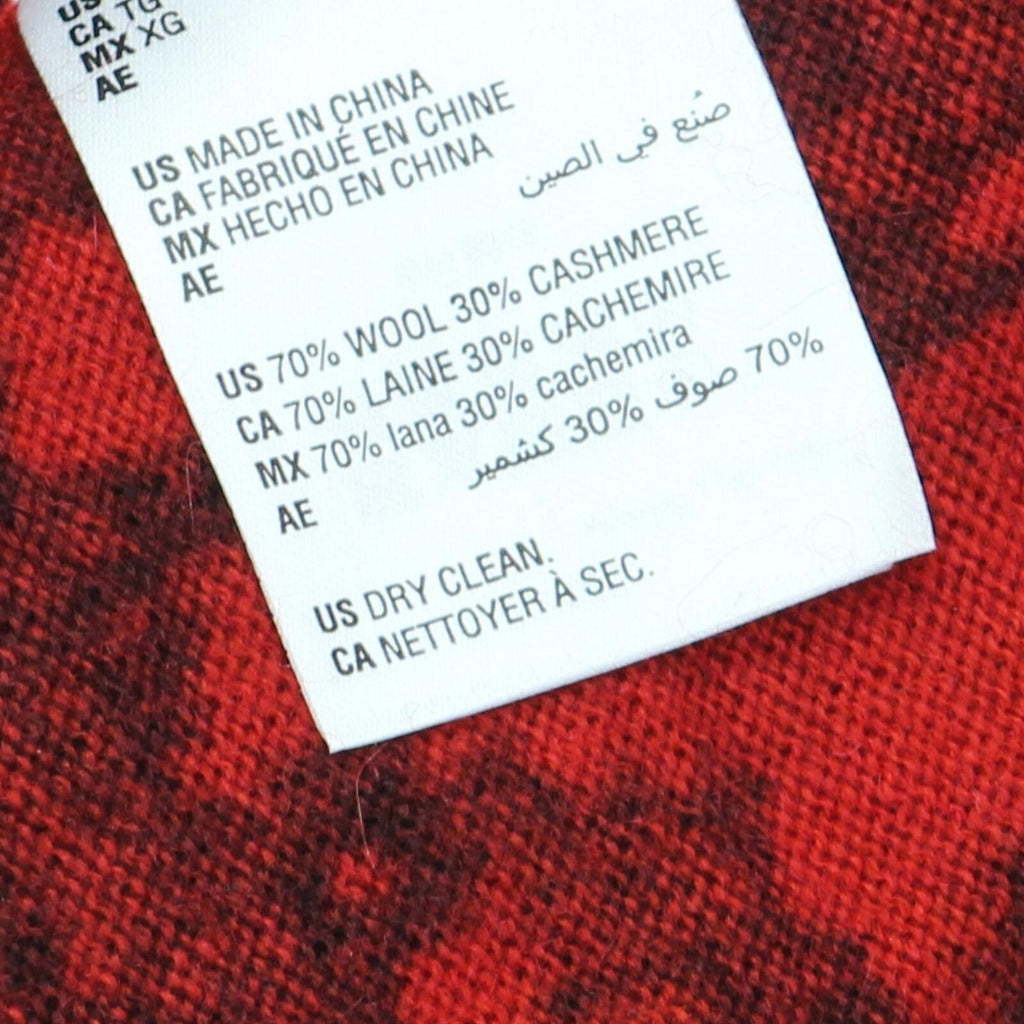 US
CA TG
MX XG
AE
US MADE IN CHINA
CA FABRIQUÉ EN CHINE
MX HECHO EN CHINA
AE صُنع في الصين
US 70% WOOL 30% CASHMERE
CA 70% LAINE 30% CACHEMIRE
MX 70% lana 30% cachemira
AE 70% صوف 30% كشمير
US DRY CLEAN.
CA NETTOYER À SEC.